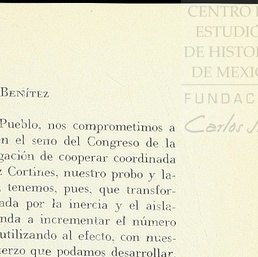 CENTRO
ESTUDIO
DE HISTOR
DE MEXIC
FUNDAC
Carlos
BENÍTEZ
Pueblo, nos comprometimos a
en el seno del Congreso de la
gación de cooperar coordinada
z Cortines, nuestro probo y la-
tenemos, pues, que transfor-
ada por la inercia y el aisla-
nda a incrementar el número
utilizando al efecto, con nues-
uerzo que podamos desarrollar